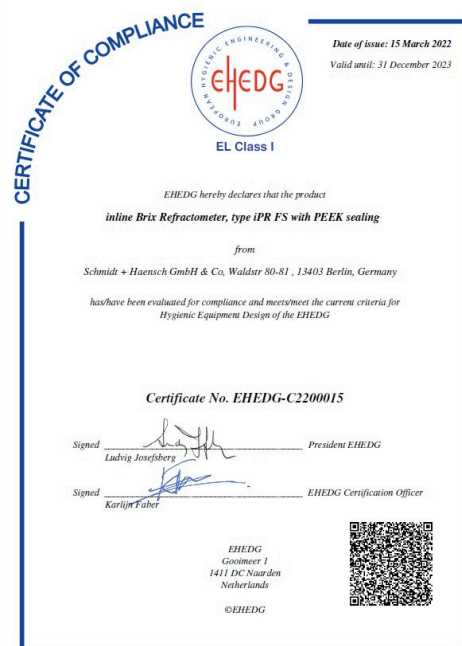 CERTIFICATE OF COMPLIANCE
EUROPEAN HYGIENIC ENGINEERING & DESIGN GROUP
EHEDG
EL Class I
Date of issue: 15 March 2022
Valid until: 31 December 2023
EHEDG hereby declares that the product
inline Brix Refractometer, type iPR FS with PEEK sealing
from
Schmidt + Haensch GmbH & Co, Waldstr 80-81 , 13403 Berlin, Germany
has/have been evaluated for compliance and meets/meet the current criteria for
Hygienic Equipment Design of the EHEDG
Certificate No. EHEDG-C2200015
Signed President EHEDG
Ludvig Josefsberg
Signed EHEDG Certification Officer
Karlijn Faber
EHEDG
Gooimeer 1
1411 DC Naarden
Netherlands
©EHEDG